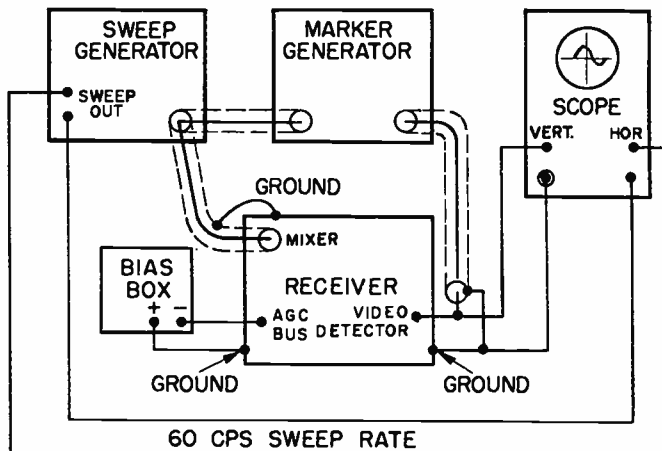 SWEEP
GENERATOR
SWEEP
OUT
MARKER
GENERATOR
SCOPE
VERT.
HOR
GROUND
MIXER
BIAS
BOX
+ −
RECEIVER
AGC
BUS
VIDEO
DETECTOR
GROUND
GROUND
60 CPS SWEEP RATE